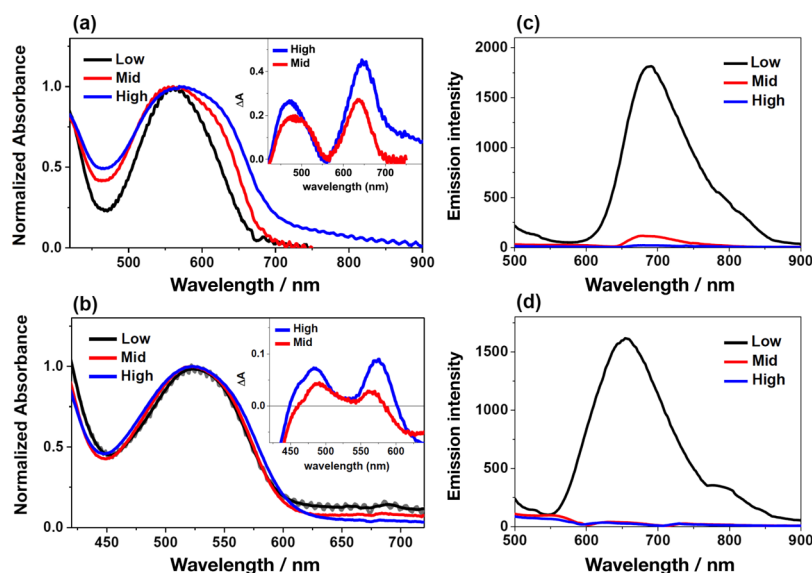 (a)
Normalized Absorbance
1.0
0.5
0.0
Low
Mid
High
500
600
700
800
900
Wavelength / nm
High
Mid
ΔA
0.4
0.2
0.0
500
600
700
wavelength (nm)
(c)
Emission intensity
2000
1500
1000
500
0
Low
Mid
High
500
600
700
800
900
Wavelength / nm
(b)
Normalized Absorbance
1.0
0.5
0.0
Low
Mid
High
450
500
550
600
650
700
Wavelength / nm
High
Mid
ΔA
0.1
0.0
450
500
550
600
wavelength (nm)
(d)
Emission intensity
1500
1000
500
0
Low
Mid
High
500
600
700
800
900
Wavelength / nm